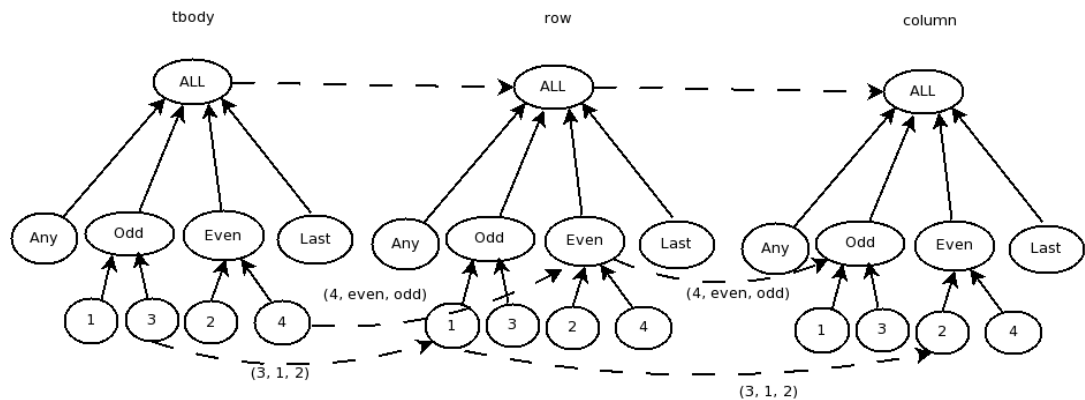 tbody row column
ALL ALL ALL
Any Odd Even Last Any Odd Even Last Any Odd Even Last
(4, even, odd) (4, even, odd)
1 3 2 4 1 3 2 4 1 3 2 4
(3, 1, 2)
(3, 1, 2)